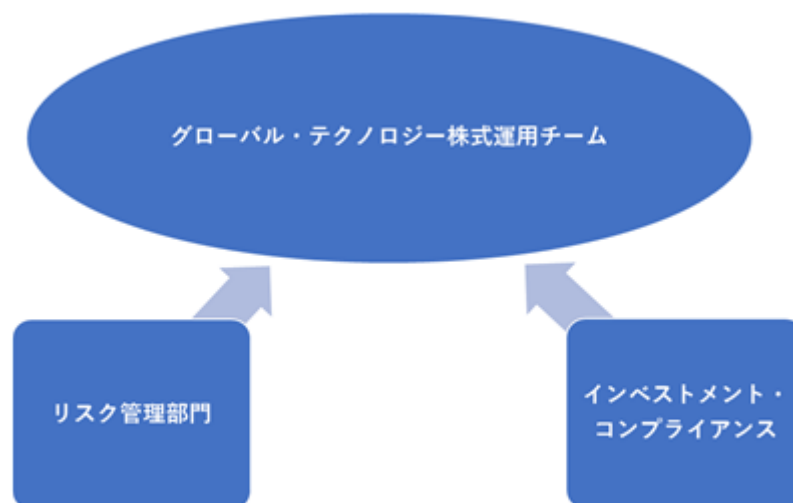 グローバル・テクノロジー株式運用チーム
リスク管理部門
インベストメント・
コンプライアンス